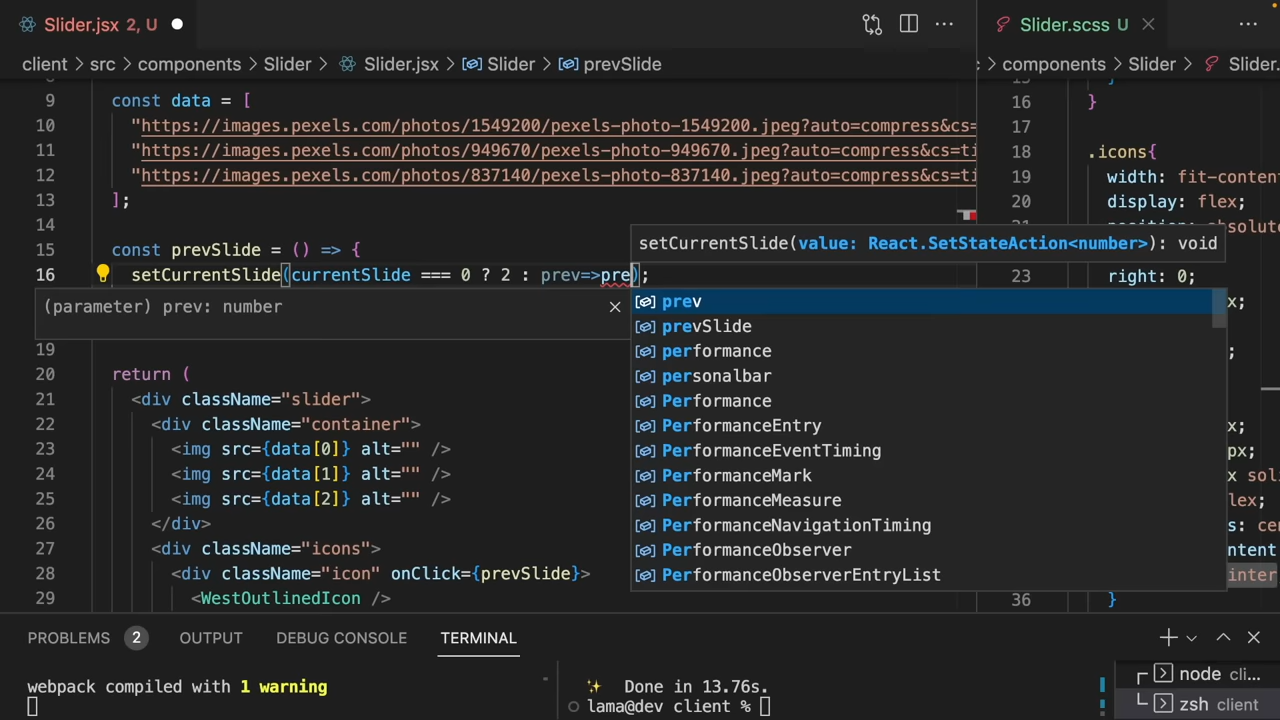 Slider.jsx 2, U
Slider.scss U
client > src > components > Slider > Slider.jsx > Slider > prevSlide
> components > Slider > Slider.
9 const data = [
10 "https://images.pexels.com/photos/1549200/pexels-photo-1549200.jpeg?auto=compress&cs=
11 "https://images.pexels.com/photos/949670/pexels-photo-949670.jpeg?auto=compress&cs=ti
12 "https://images.pexels.com/photos/837140/pexels-photo-837140.jpeg?auto=compress&cs=ti
13 ];
14
15 const prevSlide = () => {
16 setCurrentSlide(currentSlide === 0 ? 2 : prev=>pre);
setCurrentSlide(value: React.SetStateAction<number>): void
(parameter) prev: number
prev
prevSlide
performance
personalbar
Performance
PerformanceEntry
PerformanceEventTiming
PerformanceMark
PerformanceMeasure
PerformanceNavigationTiming
PerformanceObserver
PerformanceObserverEntryList
19
20 return (
21 <div className="slider">
22 <div className="container">
23 <img src={data[0]} alt="" />
24 <img src={data[1]} alt="" />
25 <img src={data[2]} alt="" />
26 </div>
27 <div className="icons">
28 <div className="icon" onClick={prevSlide}>
29 <WestOutlinedIcon />
16 }
17
18 .icons{
19 width: fit-content
20 display: flex;
23 right: 0;
x;
;
x;
px;
x soli
lex;
s: cen
ntent
inter
36 }
PROBLEMS 2 OUTPUT DEBUG CONSOLE TERMINAL
webpack compiled with 1 warning
Done in 13.76s.
lama@dev client %
node cli...
zsh client